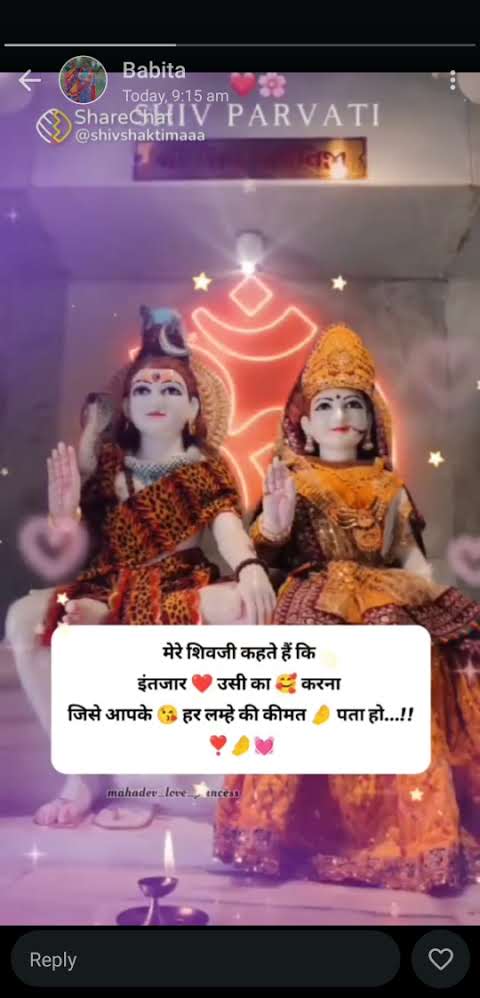 Babita
Today, 9:15 am
SHIV PARVATI
ShareChat
@shivshaktimaaa
मेरे शिवजी कहते हैं कि
इंतजार ❤️ उसी का 🥰 करना
जिसे आपके 😘 हर लम्हे की कीमत 🤌 पता हो...!!
❣️🤌💓
mahadev_love_
Reply